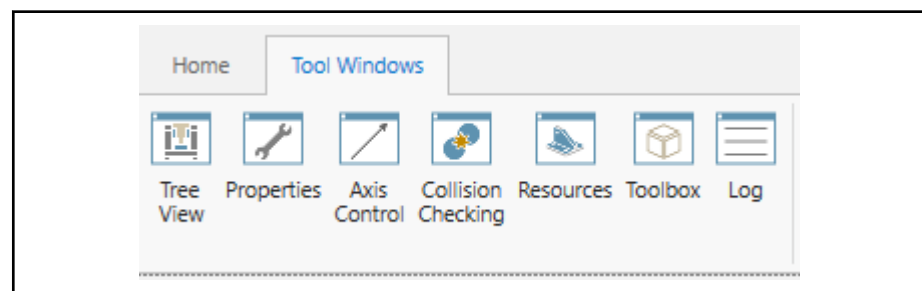 Home Tool Windows
Tree Properties Axis Collision Resources Toolbox Log
View Control Checking